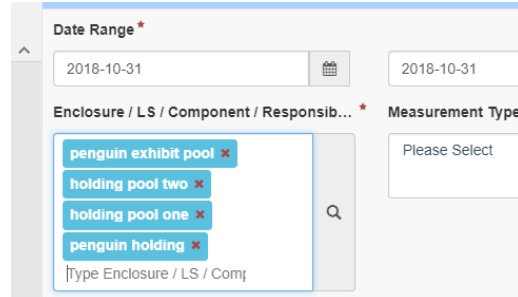 Date Range *
2018-10-31 2018-10-31
Enclosure / LS / Component / Responsib... * Measurement Type
penguin exhibit pool × Please Select
holding pool two ×
holding pool one ×
penguin holding ×
Type Enclosure / LS / Comp